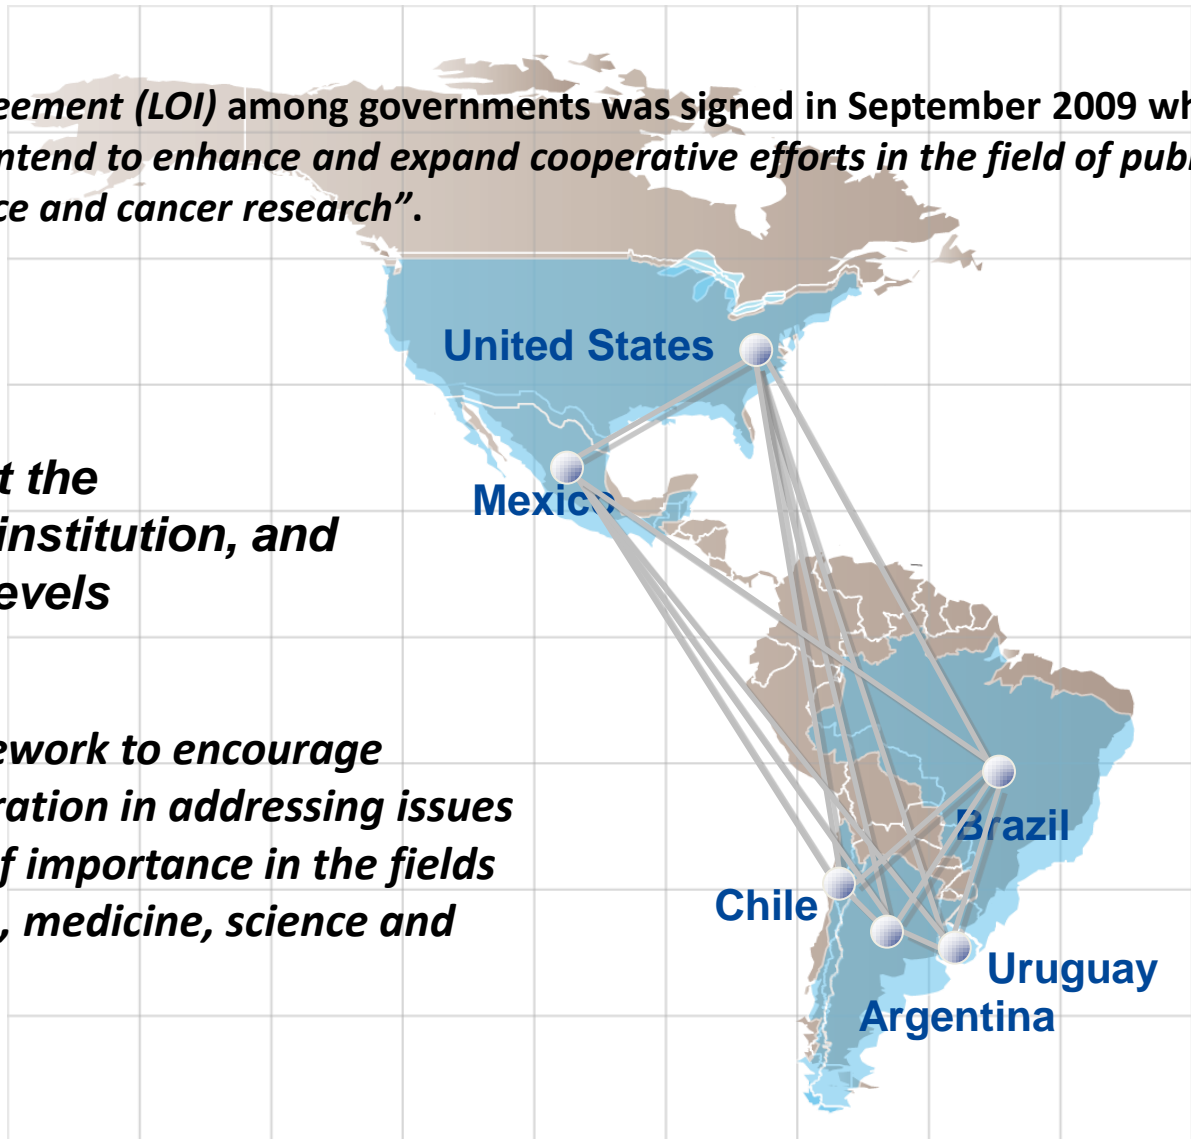 eement (LOI) among governments was signed in September 2009 wh
ntend to enhance and expand cooperative efforts in the field of publ
ce and cancer research”.
United States
t the
Mexico
institution, and
evels
ework to encourage
ration in addressing issues
f importance in the fields
Brazil
Chile
, medicine, science and
Uruguay
Argentina